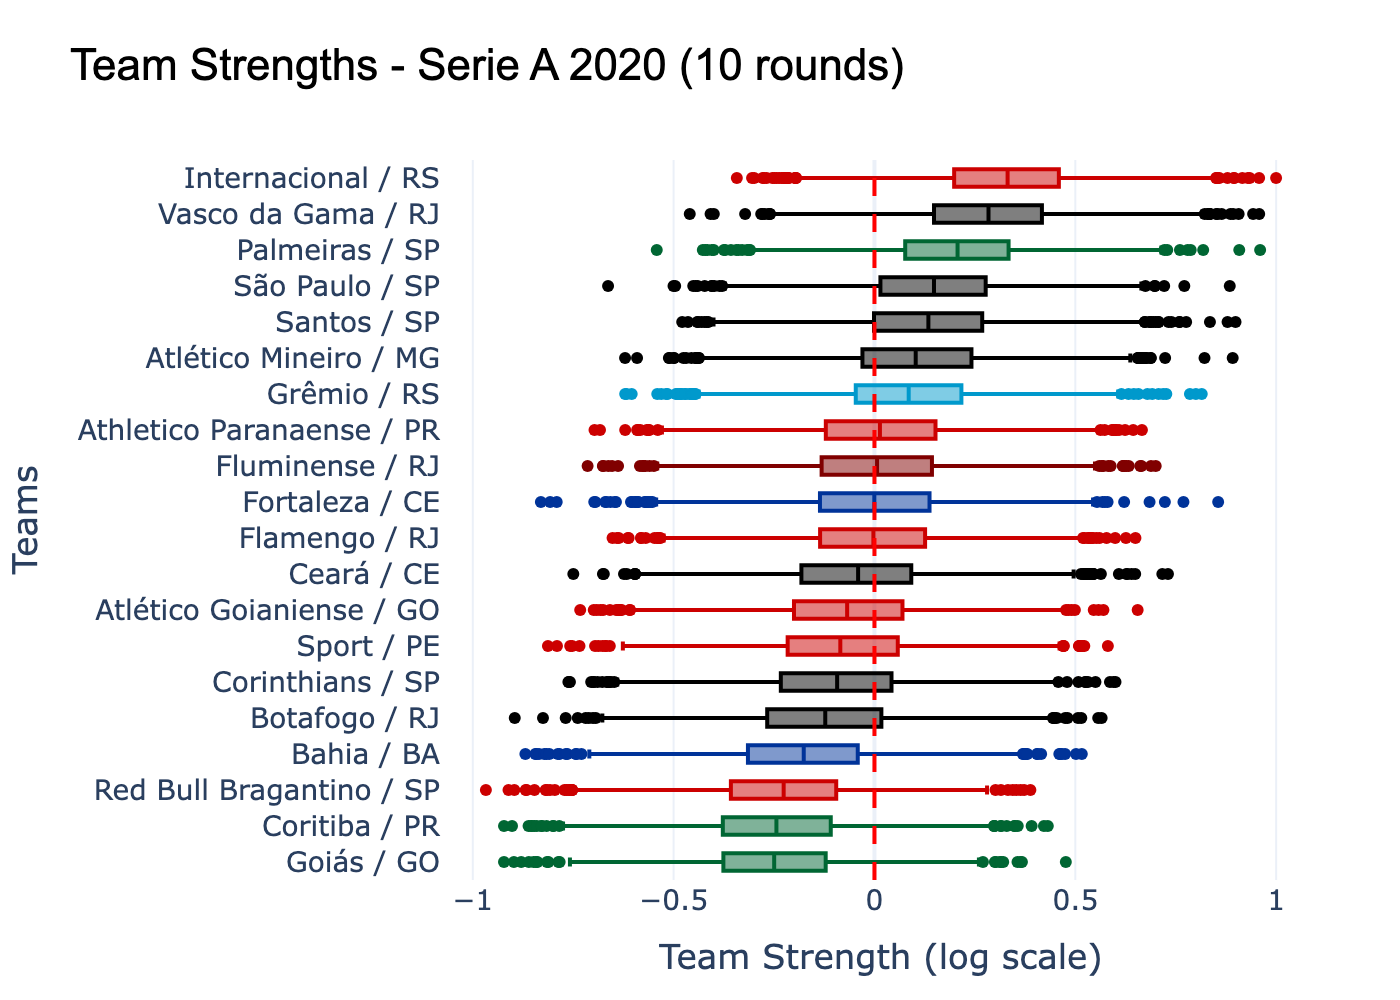 Team Strengths - Serie A 2020 (10 rounds)
Internacional / RS
Vasco da Gama / RJ
Palmeiras / SP
São Paulo / SP
Santos / SP
Atlético Mineiro / MG
Grêmio / RS
Athletico Paranaense / PR
Fluminense / RJ
Fortaleza / CE
Flamengo / RJ
Ceará / CE
Atlético Goianiense / GO
Sport / PE
Corinthians / SP
Botafogo / RJ
Bahia / BA
Red Bull Bragantino / SP
Coritiba / PR
Goiás / GO
Teams
−1 −0.5 0 0.5 1
Team Strength (log scale)